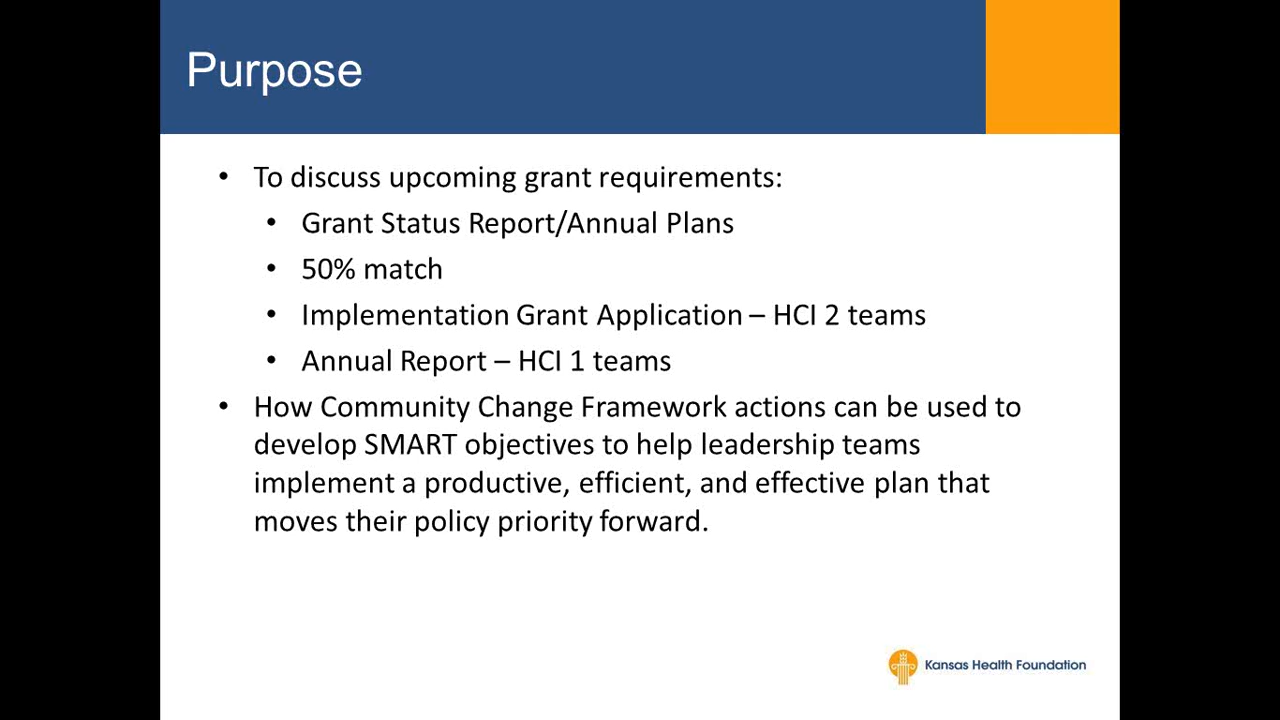 Purpose
• To discuss upcoming grant requirements:
• Grant Status Report/Annual Plans
• 50% match
• Implementation Grant Application – HCI 2 teams
• Annual Report – HCI 1 teams
• How Community Change Framework actions can be used to
develop SMART objectives to help leadership teams
implement a productive, efficient, and effective plan that
moves their policy priority forward.
Kansas Health Foundation